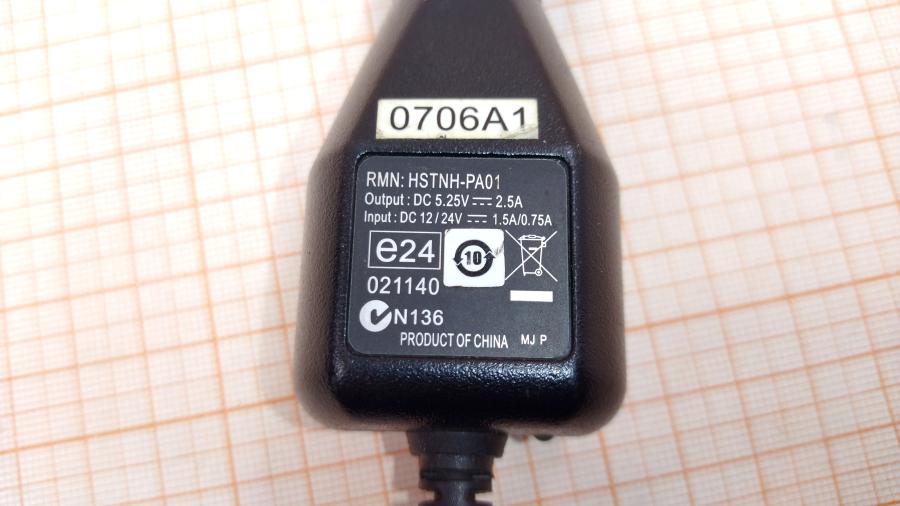 0706A1
RMN: HSTNH-PA01
Output : DC 5.25V ⎓ 2.5A
Input : DC 12 / 24V ⎓ 1.5A/0.75A
e24
10
021140
N136
PRODUCT OF CHINA MJ P